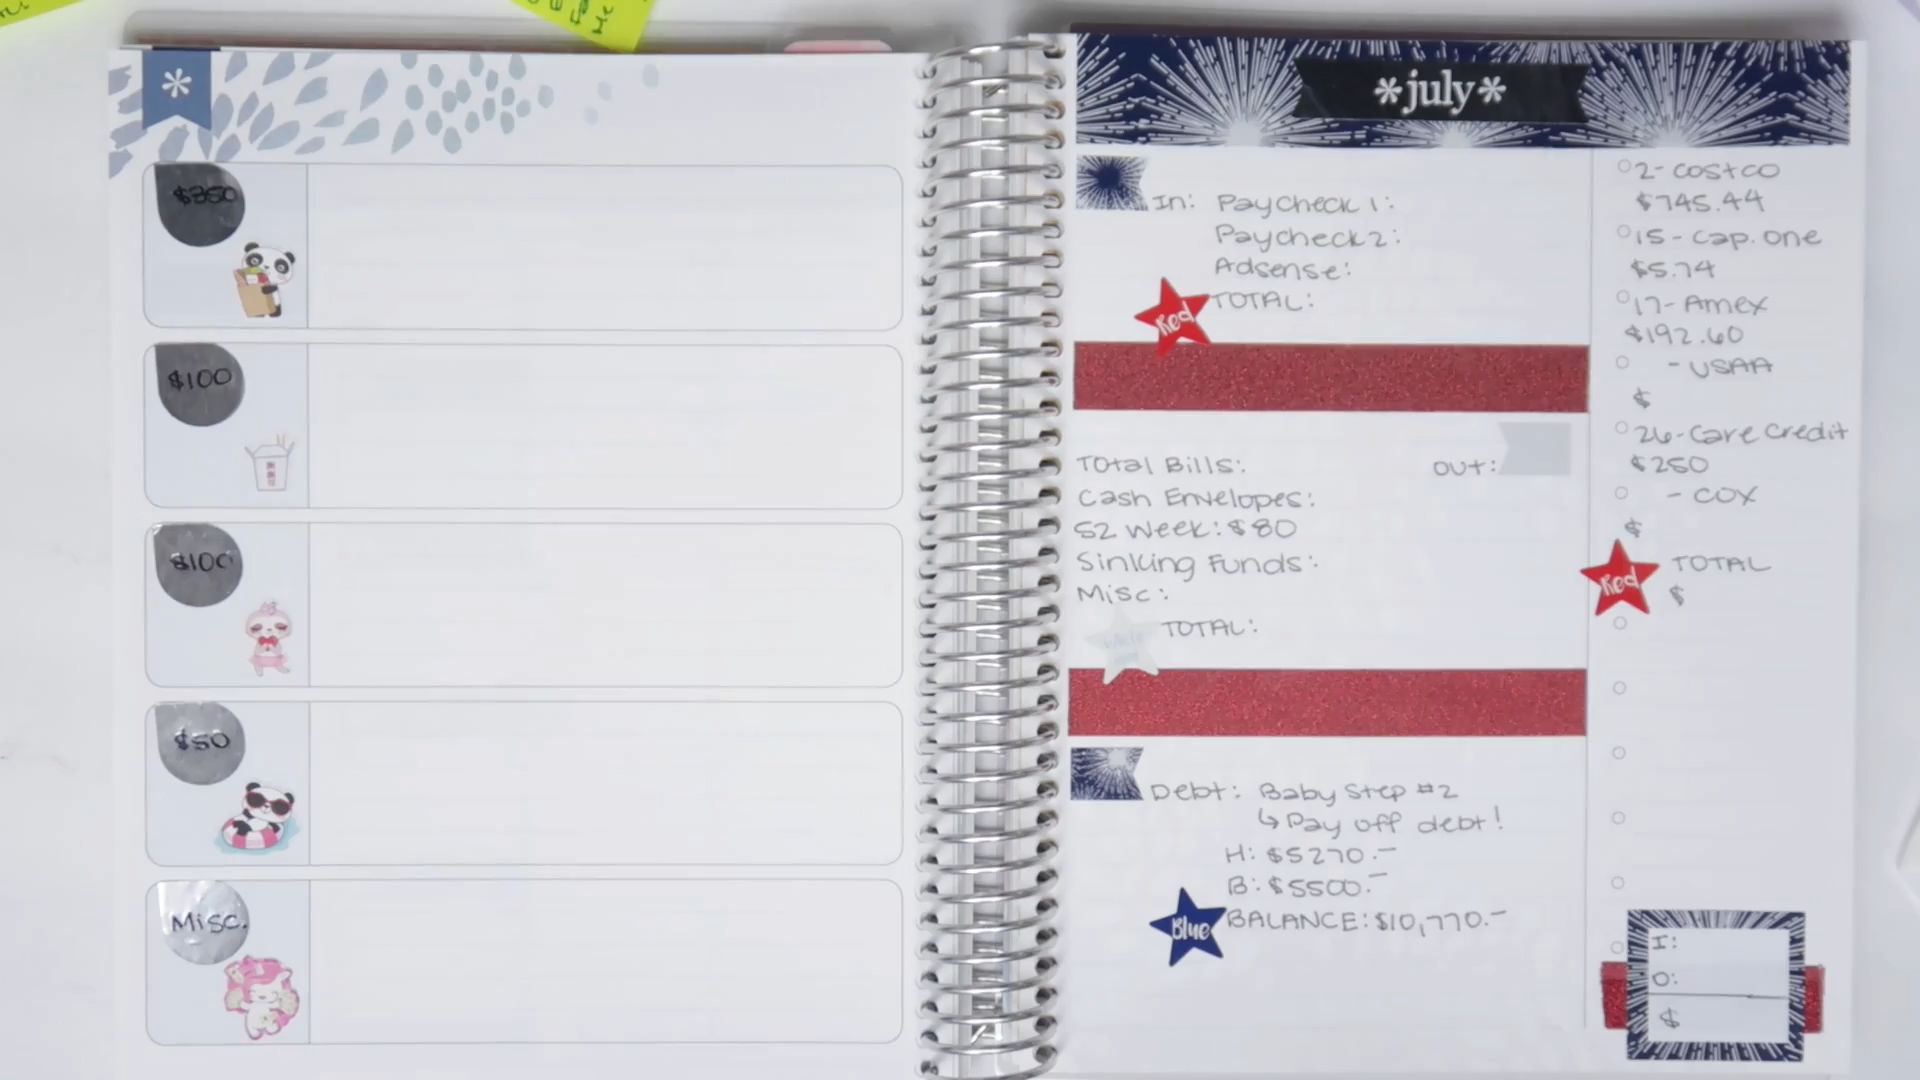 $350
$100
$100
$50
Misc.
*july*
In: Paycheck 1:
Paycheck 2:
Adsense:
Red TOTAL:
Total Bills:
OUT:
Cash Envelopes:
52 Week: $80
Sinking Funds:
Misc:
TOTAL:
Debt: Baby Step #2
↳ Pay off debt!
H: $5270.-
B: $5500.-
Blue BALANCE: $10,770.-
2- Costco
$745.44
15- Cap. One
$5.74
17- Amex
$192.60
- USAA
$
26- Care Credit
$250
- COX
$
Red TOTAL
$
I:
O:
$